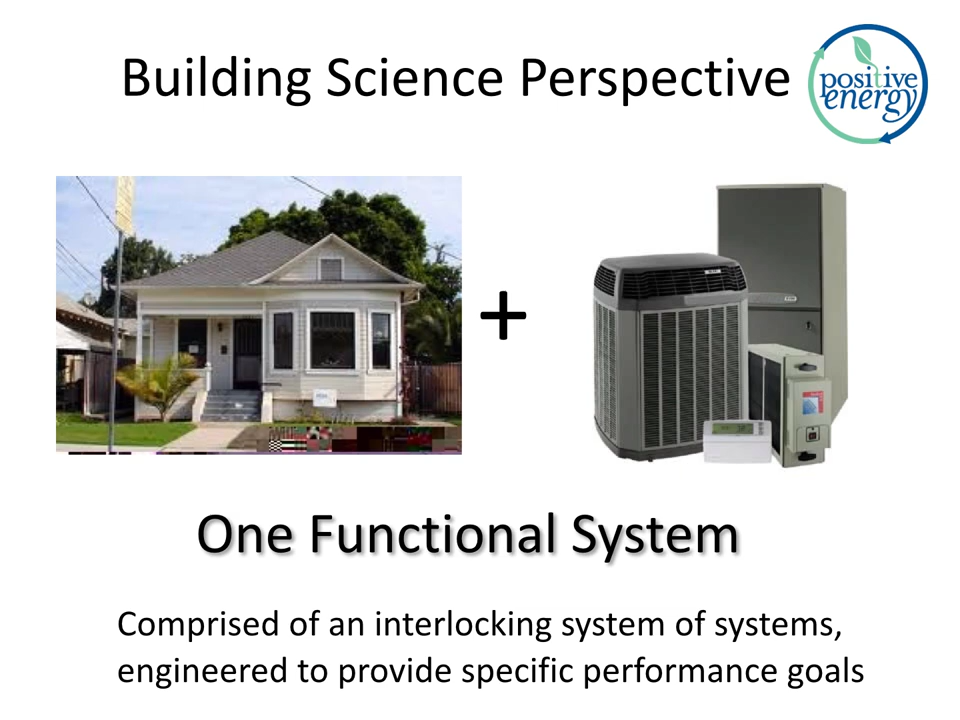 Building Science Perspective
positive
energy
+
One Functional System
Comprised of an interlocking system of systems,
engineered to provide specific performance goals